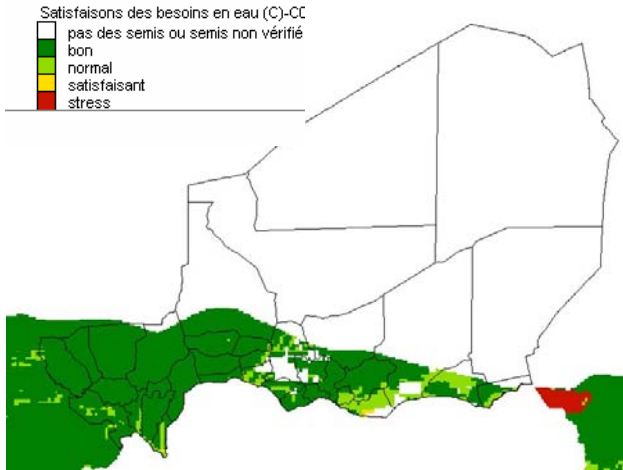 Satisfaisons des besoins en eau (C)-CC
pas des semis ou semis non vérifié
bon
normal
satisfaisant
stress